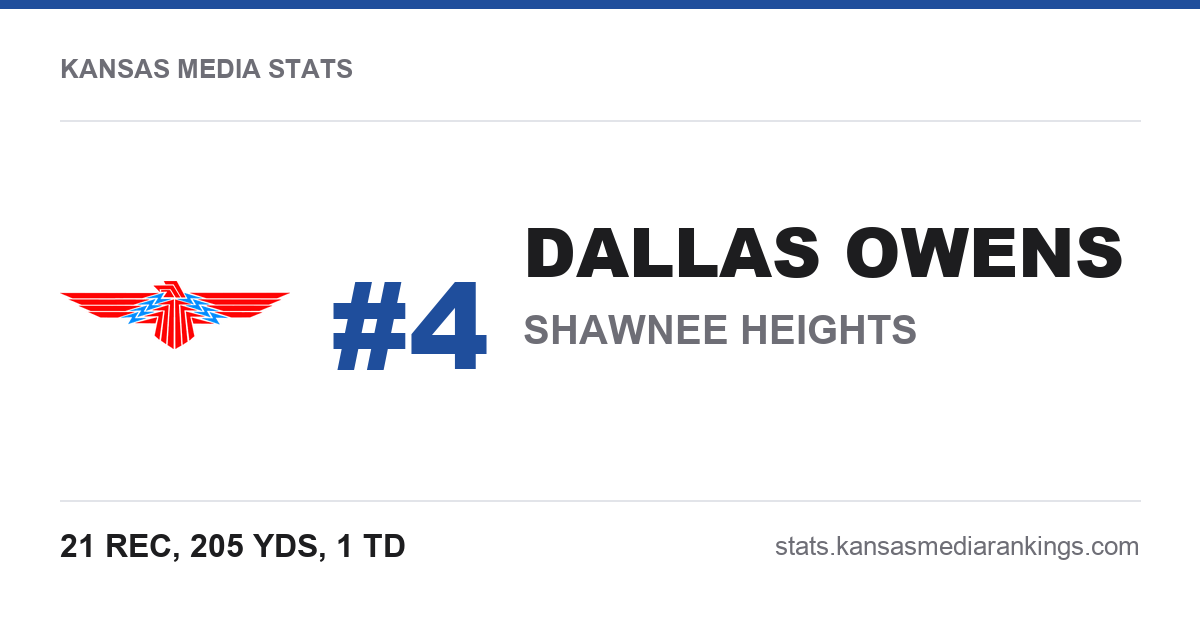 KANSAS MEDIA STATS
#4
DALLAS OWENS
SHAWNEE HEIGHTS
21 REC, 205 YDS, 1 TD
stats.kansasmediarankings.com